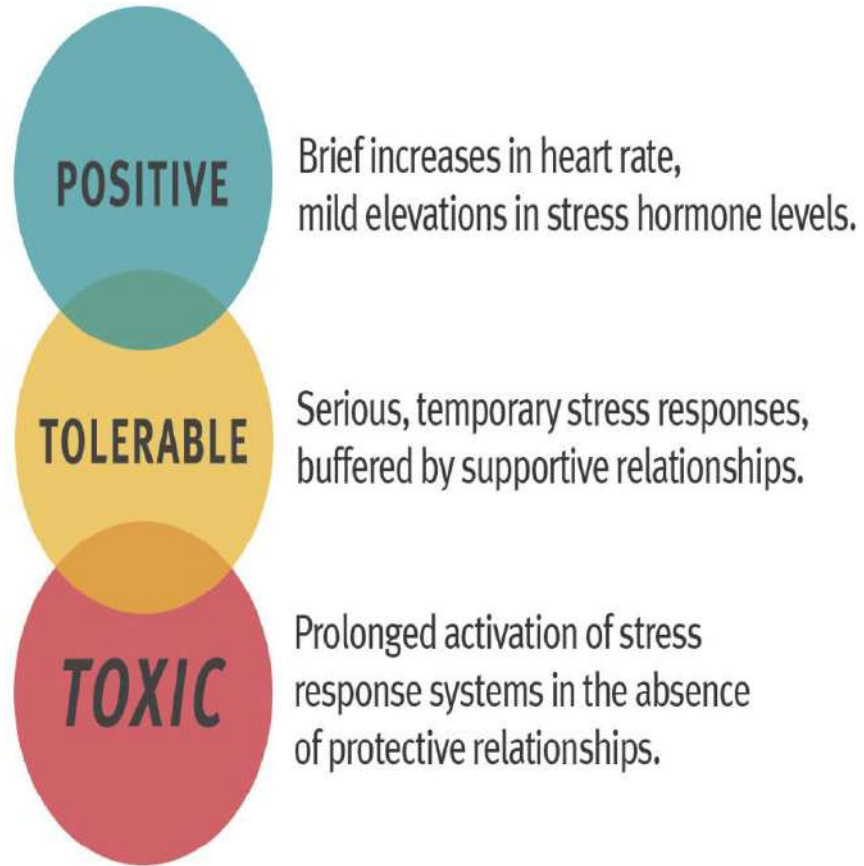 POSITIVE
Brief increases in heart rate,
mild elevations in stress hormone levels.
TOLERABLE
Serious, temporary stress responses,
buffered by supportive relationships.
TOXIC
Prolonged activation of stress
response systems in the absence
of protective relationships.